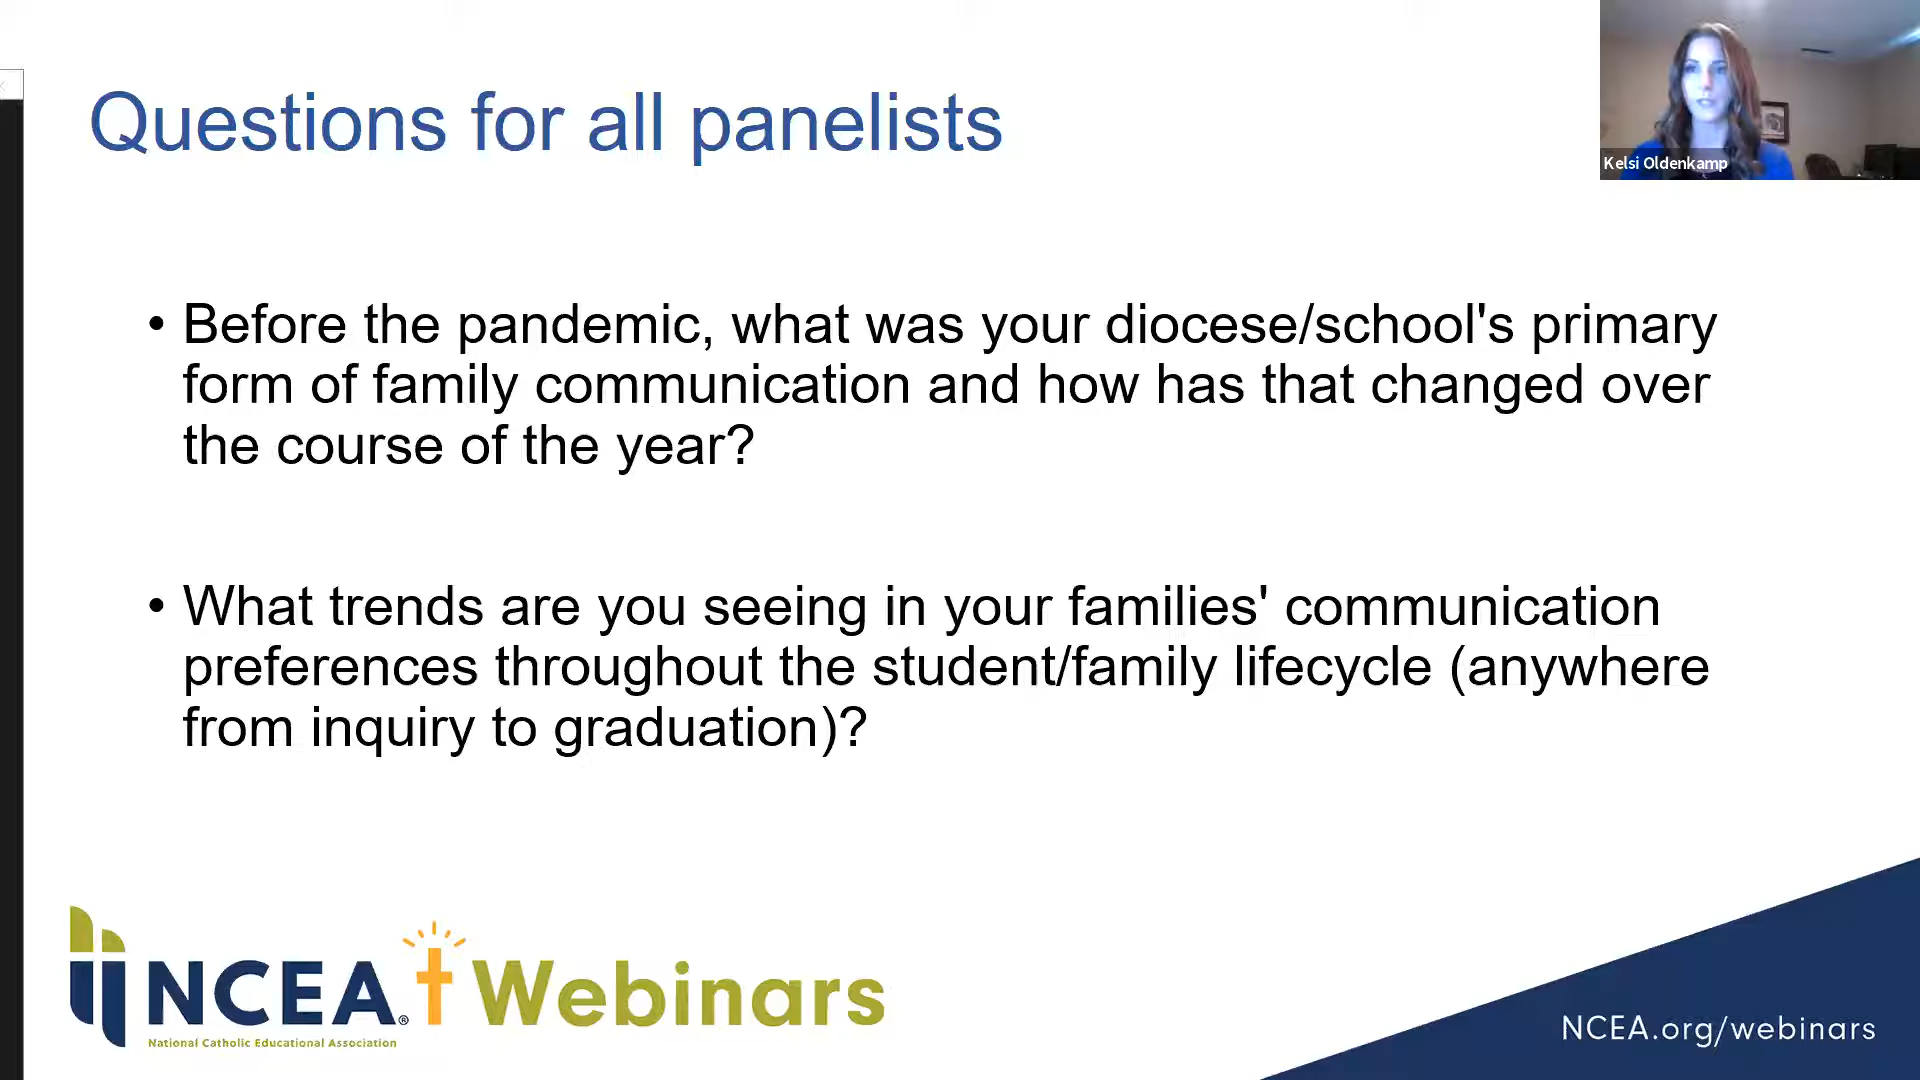 Questions for all panelists
Kelsi Oldenkamp
• Before the pandemic, what was your diocese/school's primary
form of family communication and how has that changed over
the course of the year?
• What trends are you seeing in your families' communication
preferences throughout the student/family lifecycle (anywhere
from inquiry to graduation)?
NCEA® Webinars
National Catholic Educational Association
NCEA.org/webinars